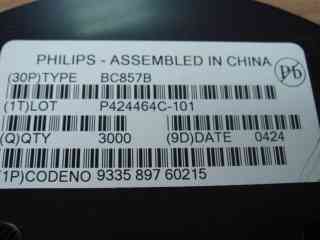 PHILIPS - ASSEMBLED IN CHINA
(30P)TYPE BC857B
Pb
(1T)LOT P424464C-101
(Q)QTY 3000 (9D)DATE 0424
(1P)CODENO 9335 897 60215